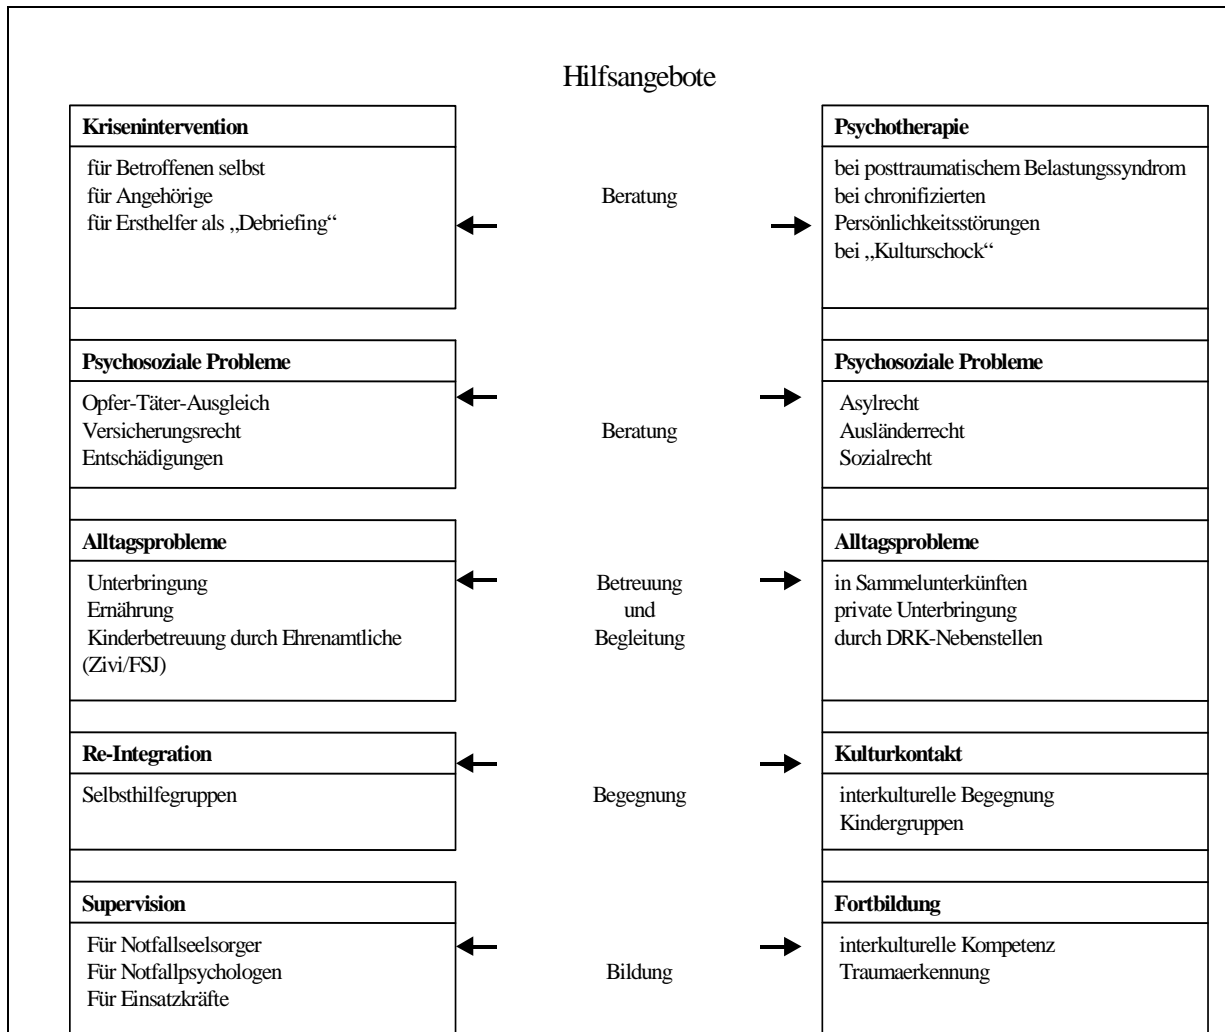 Hilfsangebote
Krisenintervention
für Betroffenen selbst
für Angehörige
für Ersthelfer als „Debriefing“
Beratung
Psychotherapie
bei posttraumatischem Belastungssyndrom
bei chronifizierten
Persönlichkeitsstörungen
bei „Kulturschock“
Psychosoziale Probleme
Opfer-Täter-Ausgleich
Versicherungsrecht
Entschädigungen
Beratung
Psychosoziale Probleme
Asylrecht
Ausländerrecht
Sozialrecht
Alltagsprobleme
Unterbringung
Ernährung
Kinderbetreuung durch Ehrenamtliche
(Zivi/FSJ)
Betreuung
und
Begleitung
Alltagsprobleme
in Sammelunterkünften
private Unterbringung
durch DRK-Nebenstellen
Re-Integration
Selbsthilfegruppen
Begegnung
Kulturkontakt
interkulturelle Begegnung
Kindergruppen
Supervision
Für Notfallseelsorger
Für Notfallpsychologen
Für Einsatzkräfte
Bildung
Fortbildung
interkulturelle Kompetenz
Traumaerkennung